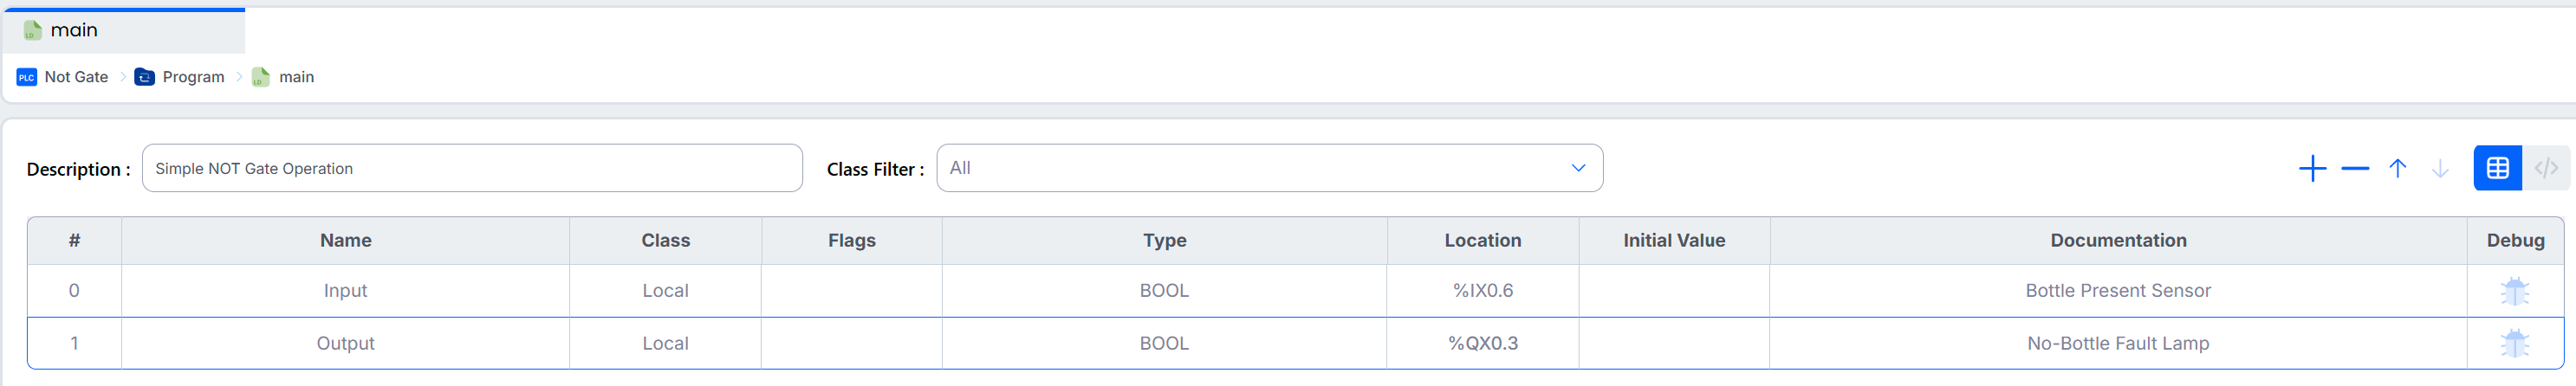 main
PLC Not Gate Program LD main
Description : Simple NOT Gate Operation Class Filter : All
# Name Class Flags Type Location Initial Value Documentation Debug
0 Input Local BOOL %IX0.6 Bottle Present Sensor
1 Output Local BOOL %QX0.3 No-Bottle Fault Lamp